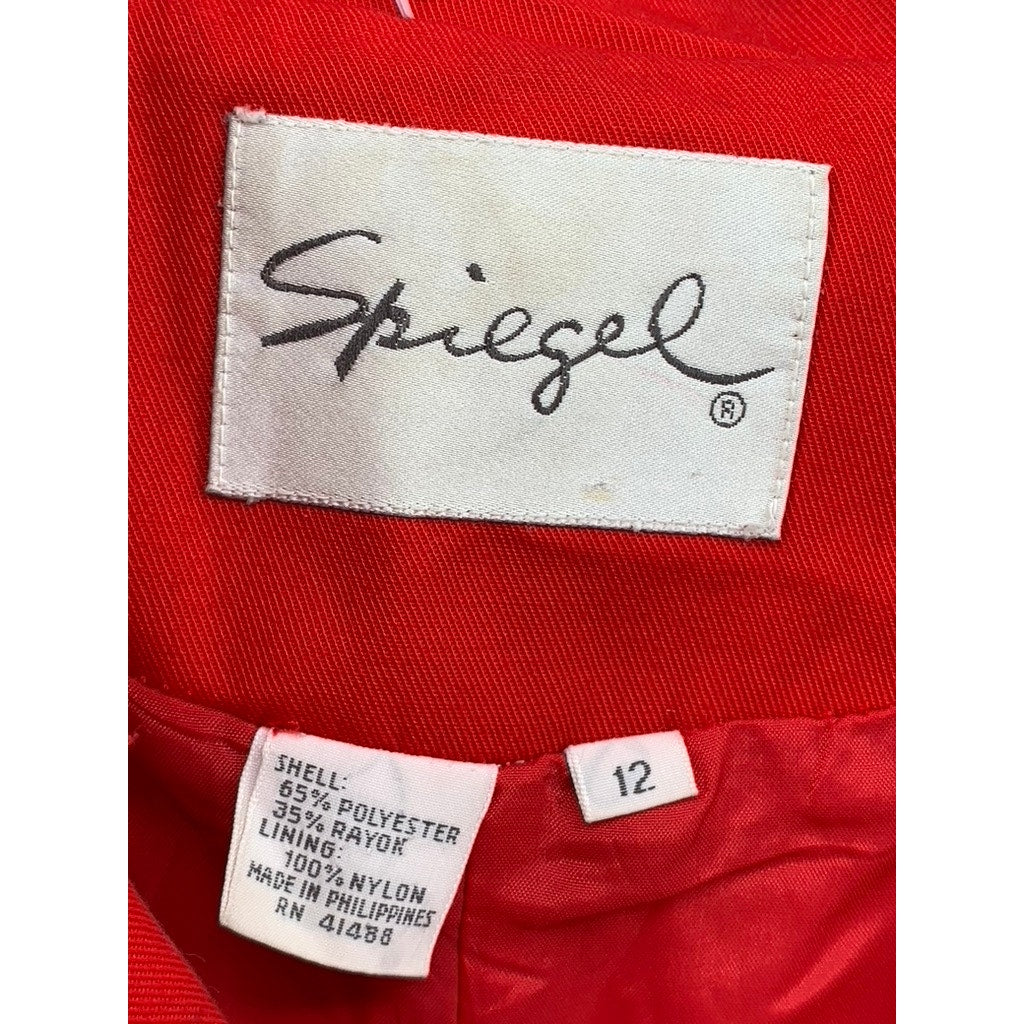 Spiegel
®
SHELL:
65% POLYESTER
35% RAYON
LINING:
100% NYLON
MADE IN PHILIPPINES
RN 41488
12